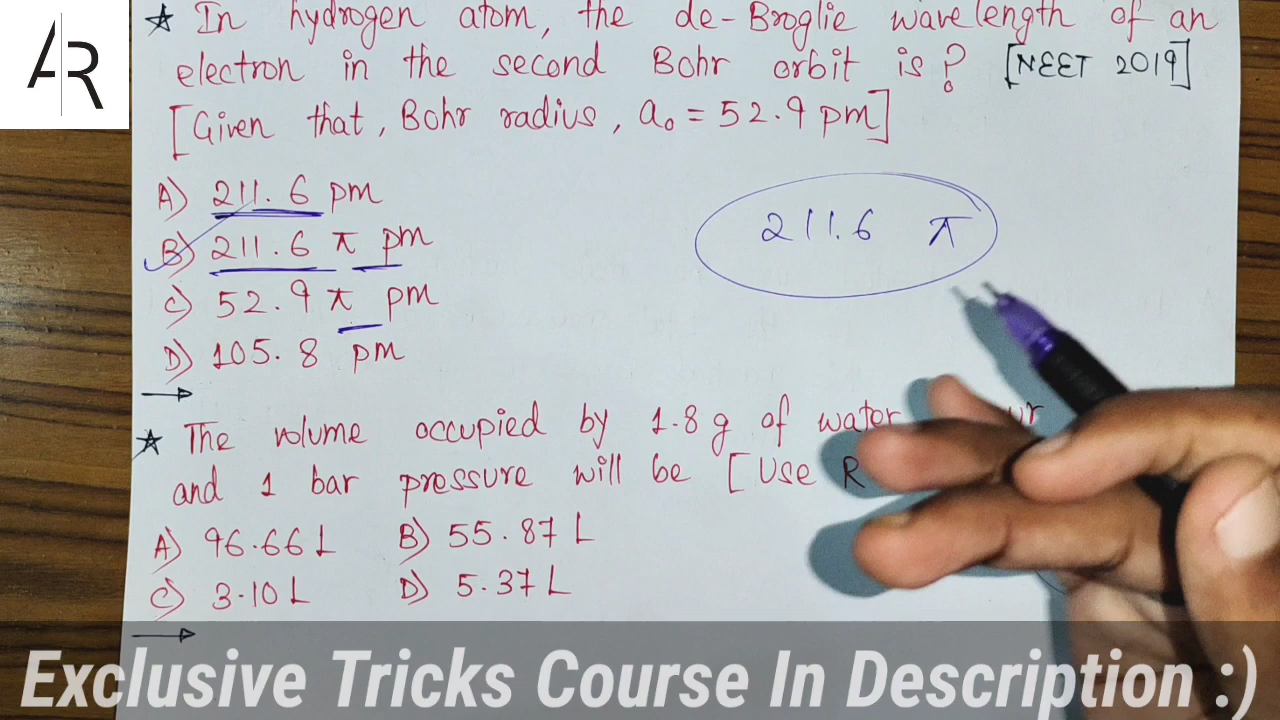 AR
☆ In hydrogen atom, the de-Broglie wavelength of an
electron in the second Bohr orbit is? [NEET 2019]
[Given that, Bohr radius, a₀ = 52.9 pm]
A) 211.6 pm
B) 211.6 π pm
C) 52.9 π pm
D) 105.8 pm
211.6 π
☆ The volume occupied by 1.8 g of water
and 1 bar pressure will be [Use R
A) 96.66 L B) 55.87 L
C) 3.10 L D) 5.37 L
Exclusive Tricks Course In Description :)